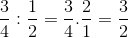 3/4 : 1/2 = 3/4 . 2/1 = 3/2